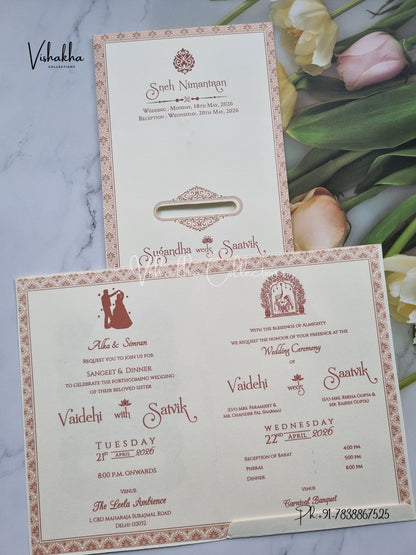 Vishakha
COLLECTIONS
Sneh Nimantran
WEDDING : MONDAY, 18TH MAY, 2026
RECEPTION : WEDNESDAY, 20TH MAY, 2026
Sugandha weds Saatvik
Vishakha Collections
Alka & Simran
REQUEST YOU TO JOIN US FOR
SANGEET & DINNER
TO CELEBRATE THE FORTHCOMING WEDDING
OF THEIR BELOVED SISTER
Vaidehi with Satvik
TUESDAY
21ST APRIL 2026
8:00 P.M. ONWARDS
VENUE
The Leela Ambience
1, CBD MAHARAJA SURAJMAL ROAD
DELHI-110032
WITH THE BLESSINGS OF ALMIGHTY
WE REQUEST THE HONOUR OF YOUR PRESENCE AT THE
Wedding Ceremony
OF
Vaidehi weds Saatvik
(D/O MRS. PARAMJEET &
MR. CHANDER PAL SHARMA)
(S/O MRS. REKHA GUPTA &
MR. RAJEEV GUPTA)
WEDNESDAY
22ND APRIL 2026
RECEPTION OF BARAT 4:00 PM
PHERAS 5:00 PM
DINNER 9:00 PM
VENUE
Carnival Banquet
Ph:+91 7838867525